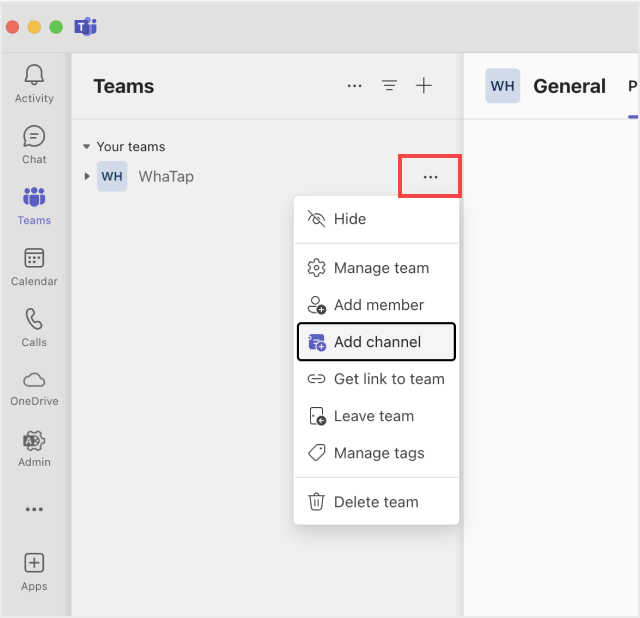 Activity
Chat
Teams
Calendar
Calls
OneDrive
Admin
Apps
Teams
Your teams
WH WhaTap
Hide
Manage team
Add member
Add channel
Get link to team
Leave team
Manage tags
Delete team
WH General P